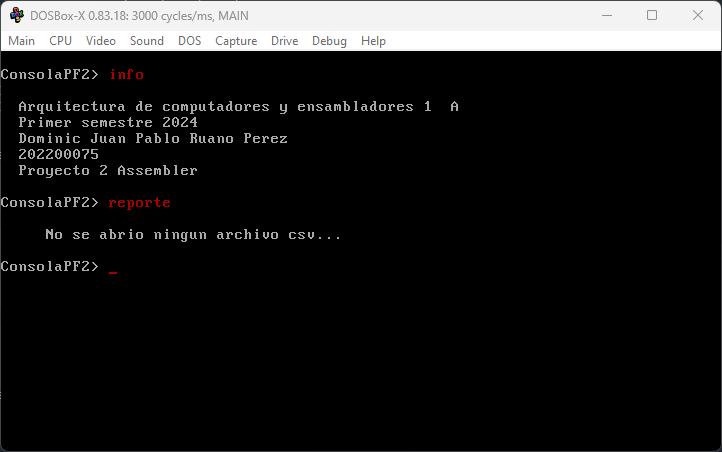 DOSBox-X 0.83.18: 3000 cycles/ms, MAIN
Main CPU Video Sound DOS Capture Drive Debug Help
ConsolaPF2> info
Arquitectura de computadores y ensambladores 1 A
Primer semestre 2024
Dominic Juan Pablo Ruano Perez
202200075
Proyecto 2 Assembler
ConsolaPF2> reporte
No se abrio ningun archivo csv...
ConsolaPF2> _